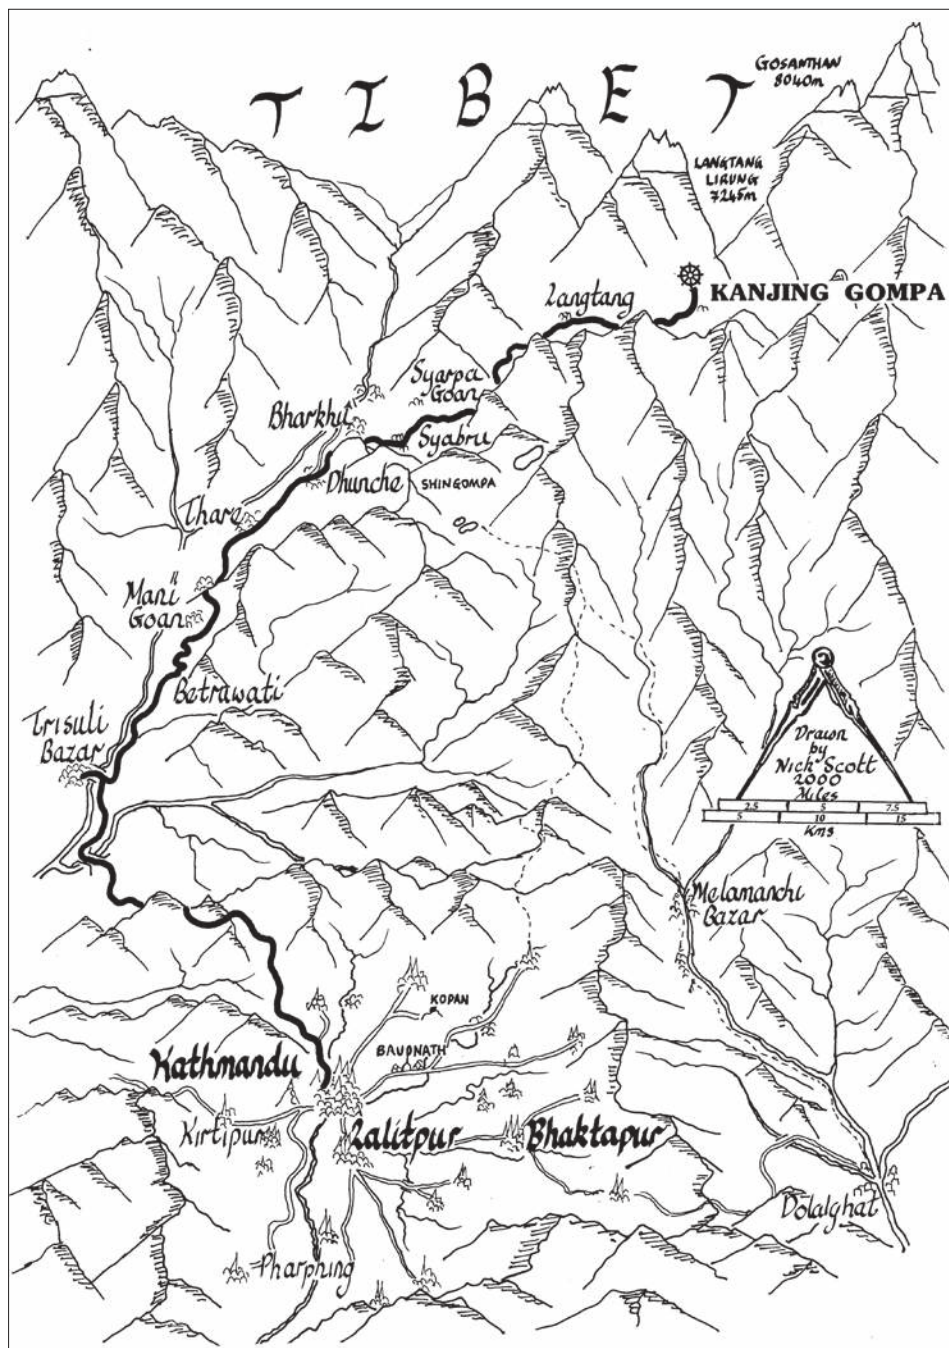 TIBET
GOSANTHAN
8040m
LANGTANG
LIRUNG
7245m
KANJING GOMPA
Langtang
Syarpa
Goan
Bharkhu
Syabru
Dhunche
SHINGOMPA
Thare
Mani
Goan
Betrawati
Trisuli
Bazar
Drawn
by
Nick Scott
2000
Miles
2.5 5 7.5
5 10 15
Kms
Melamanchi
Bazar
KOPAN
BAUDNATH
Kathmandu
Kirtipur
Lalitpur
Bhaktapur
Dolalghat
Pharphing